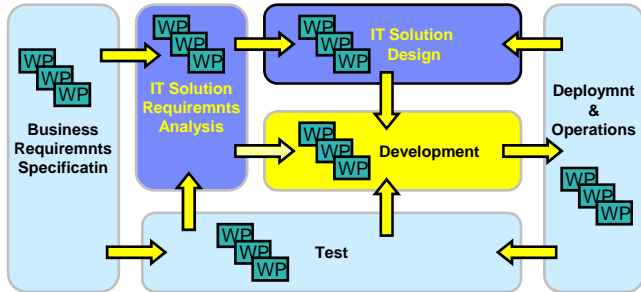 WP
WP
WP
Business
Requiremnts
Specificatin
WP
WP
WP
IT Solution
Requiremnts
Analysis
WP
WP
WP
IT Solution
Design
WP
WP
WP
Development
WP
WP
WP
Test
Deploymnt
&
Operations
WP
WP
WP